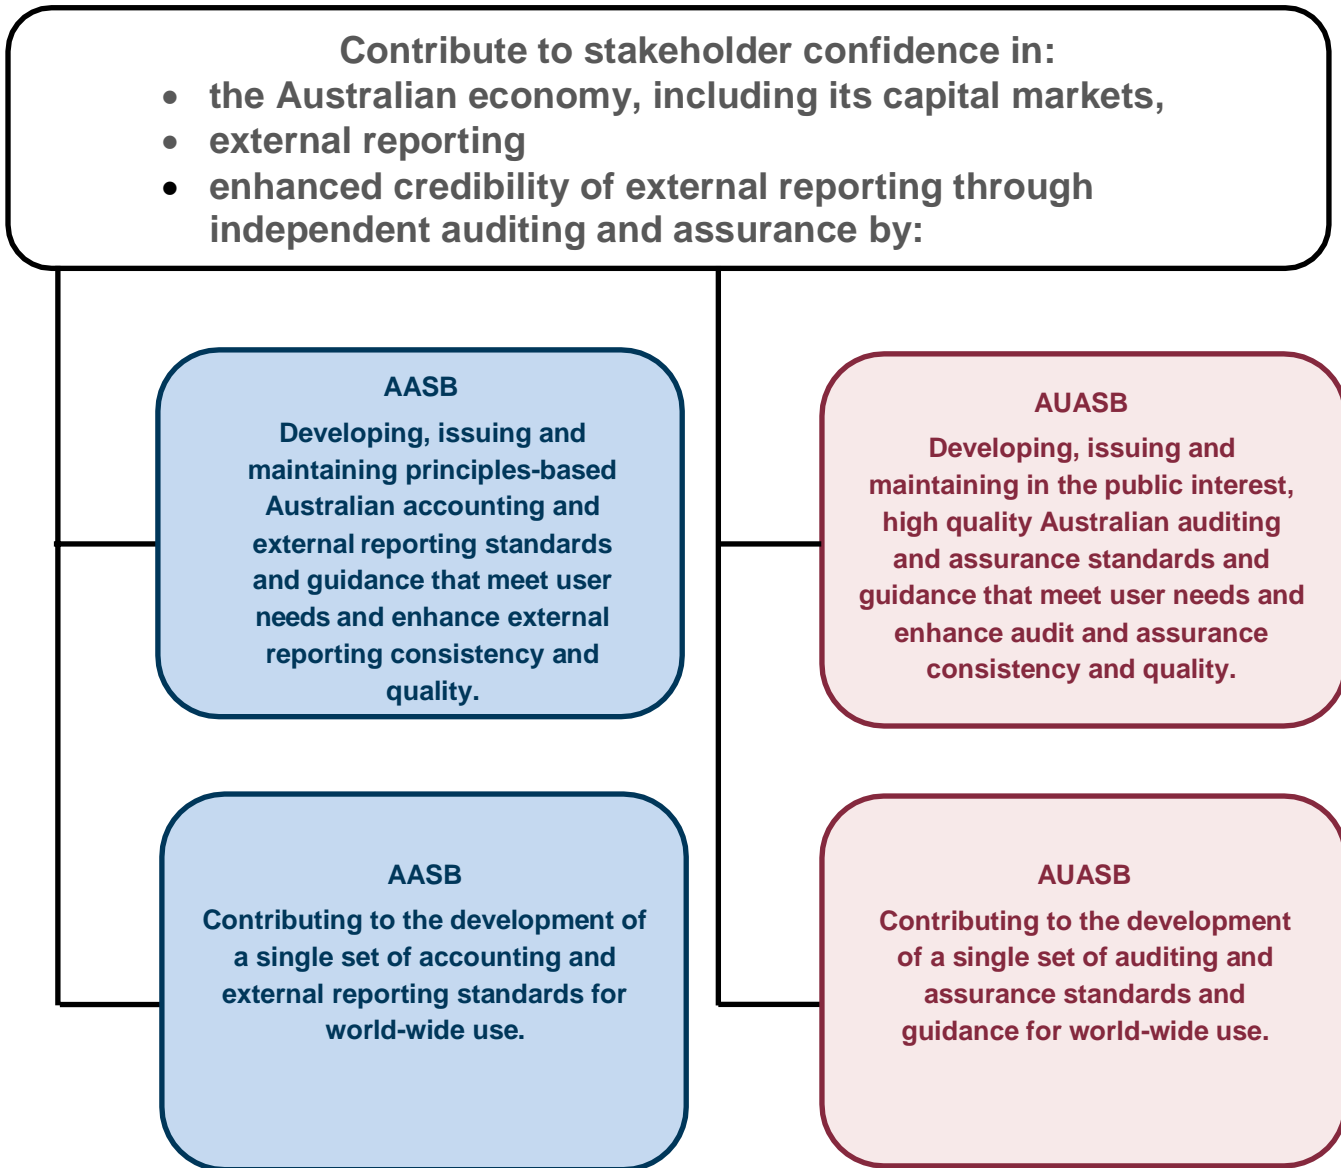 Contribute to stakeholder confidence in:
• the Australian economy, including its capital markets,
• external reporting
• enhanced credibility of external reporting through
independent auditing and assurance by:
AASB
Developing, issuing and
maintaining principles-based
Australian accounting and
external reporting standards
and guidance that meet user
needs and enhance external
reporting consistency and
quality.
AUASB
Developing, issuing and
maintaining in the public interest,
high quality Australian auditing
and assurance standards and
guidance that meet user needs and
enhance audit and assurance
consistency and quality.
AASB
Contributing to the development of
a single set of accounting and
external reporting standards for
world-wide use.
AUASB
Contributing to the development
of a single set of auditing and
assurance standards and
guidance for world-wide use.